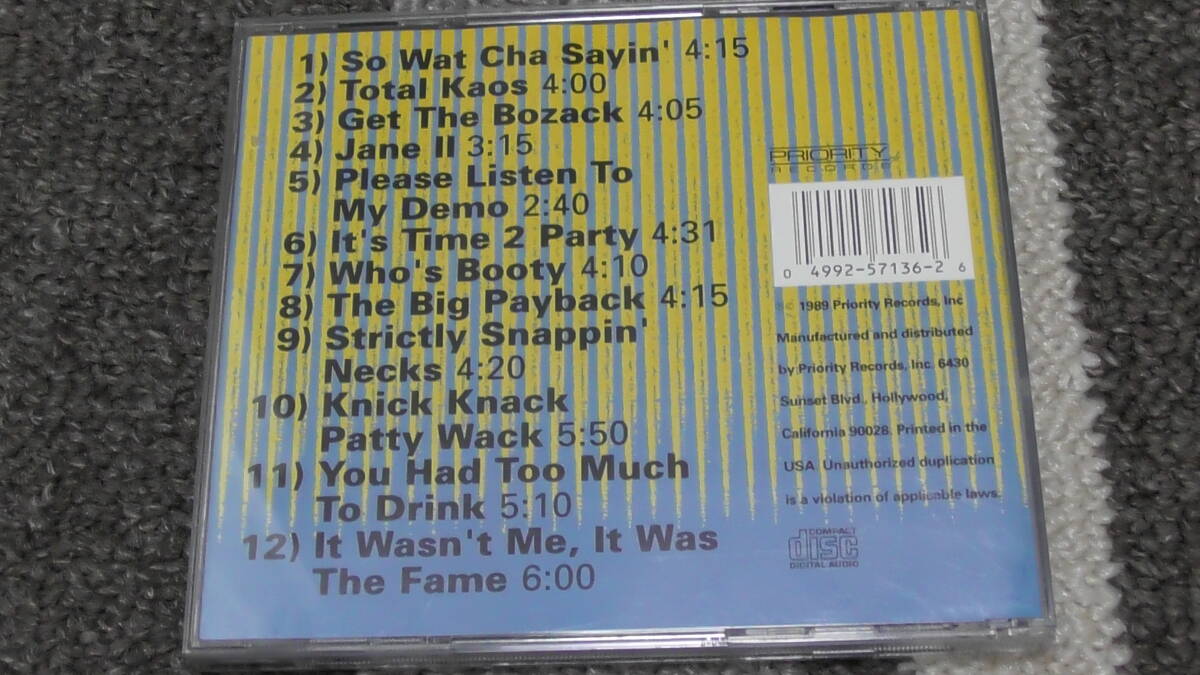 1) So Wat Cha Sayin' 4:15
2) Total Kaos 4:00
3) Get The Bozack 4:05
4) Jane II 3:15
5) Please Listen To
My Demo 2:40
6) It's Time 2 Party 4:31
7) Who's Booty 4:10
8) The Big Payback 4:15
9) Strictly Snappin'
Necks 4:20
10) Knick Knack
Patty Wack 5:50
11) You Had Too Much
To Drink 5:10
12) It Wasn't Me, It Was
The Fame 6:00
PRIORITY
RECORDS
0 4992-57136-2 6
1989 Priority Records, Inc
Manufactured and distributed
by Priority Records, Inc. 6430
Sunset Blvd., Hollywood,
California 90028. Printed in the
USA. Unauthorized duplication
is a violation of applicable laws.
COMPACT
disc
DIGITAL AUDIO